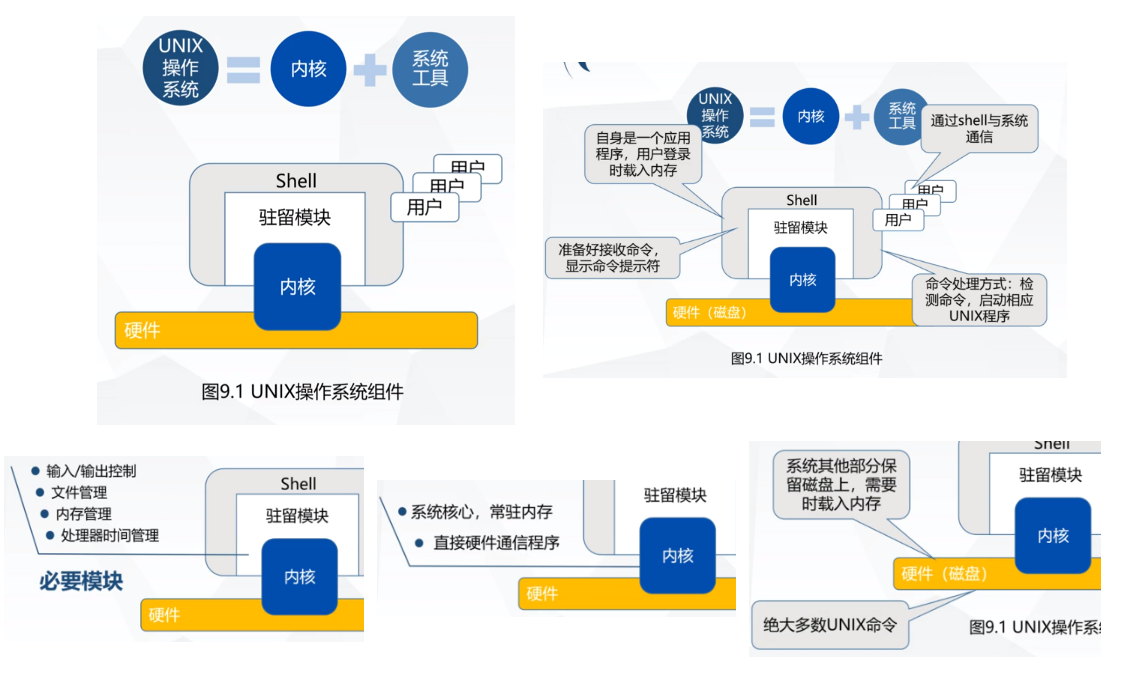 UNIX
操作
系统
内核
系统
工具
Shell
驻留模块
内核
用户
用户
用户
硬件
图9.1 UNIX操作系统组件
UNIX
操作
系统
内核
系统
工具
自身是一个应用
程序，用户登录
时载入内存
通过shell与系统
通信
Shell
驻留模块
内核
用户
用户
用户
准备好接收命令，
显示命令提示符
命令处理方式：检
测命令，启动相应
UNIX程序
硬件（磁盘）
图9.1 UNIX操作系统组件
输入/输出控制
文件管理
内存管理
处理器时间管理
必要模块
Shell
驻留模块
内核
硬件
系统核心，常驻内存
直接硬件通信程序
驻留模块
内核
硬件
系统其他部分保
留磁盘上，需要
时载入内存
Shell
驻留模块
内核
硬件（磁盘）
绝大多数UNIX命令
图9.1 UNIX操作系